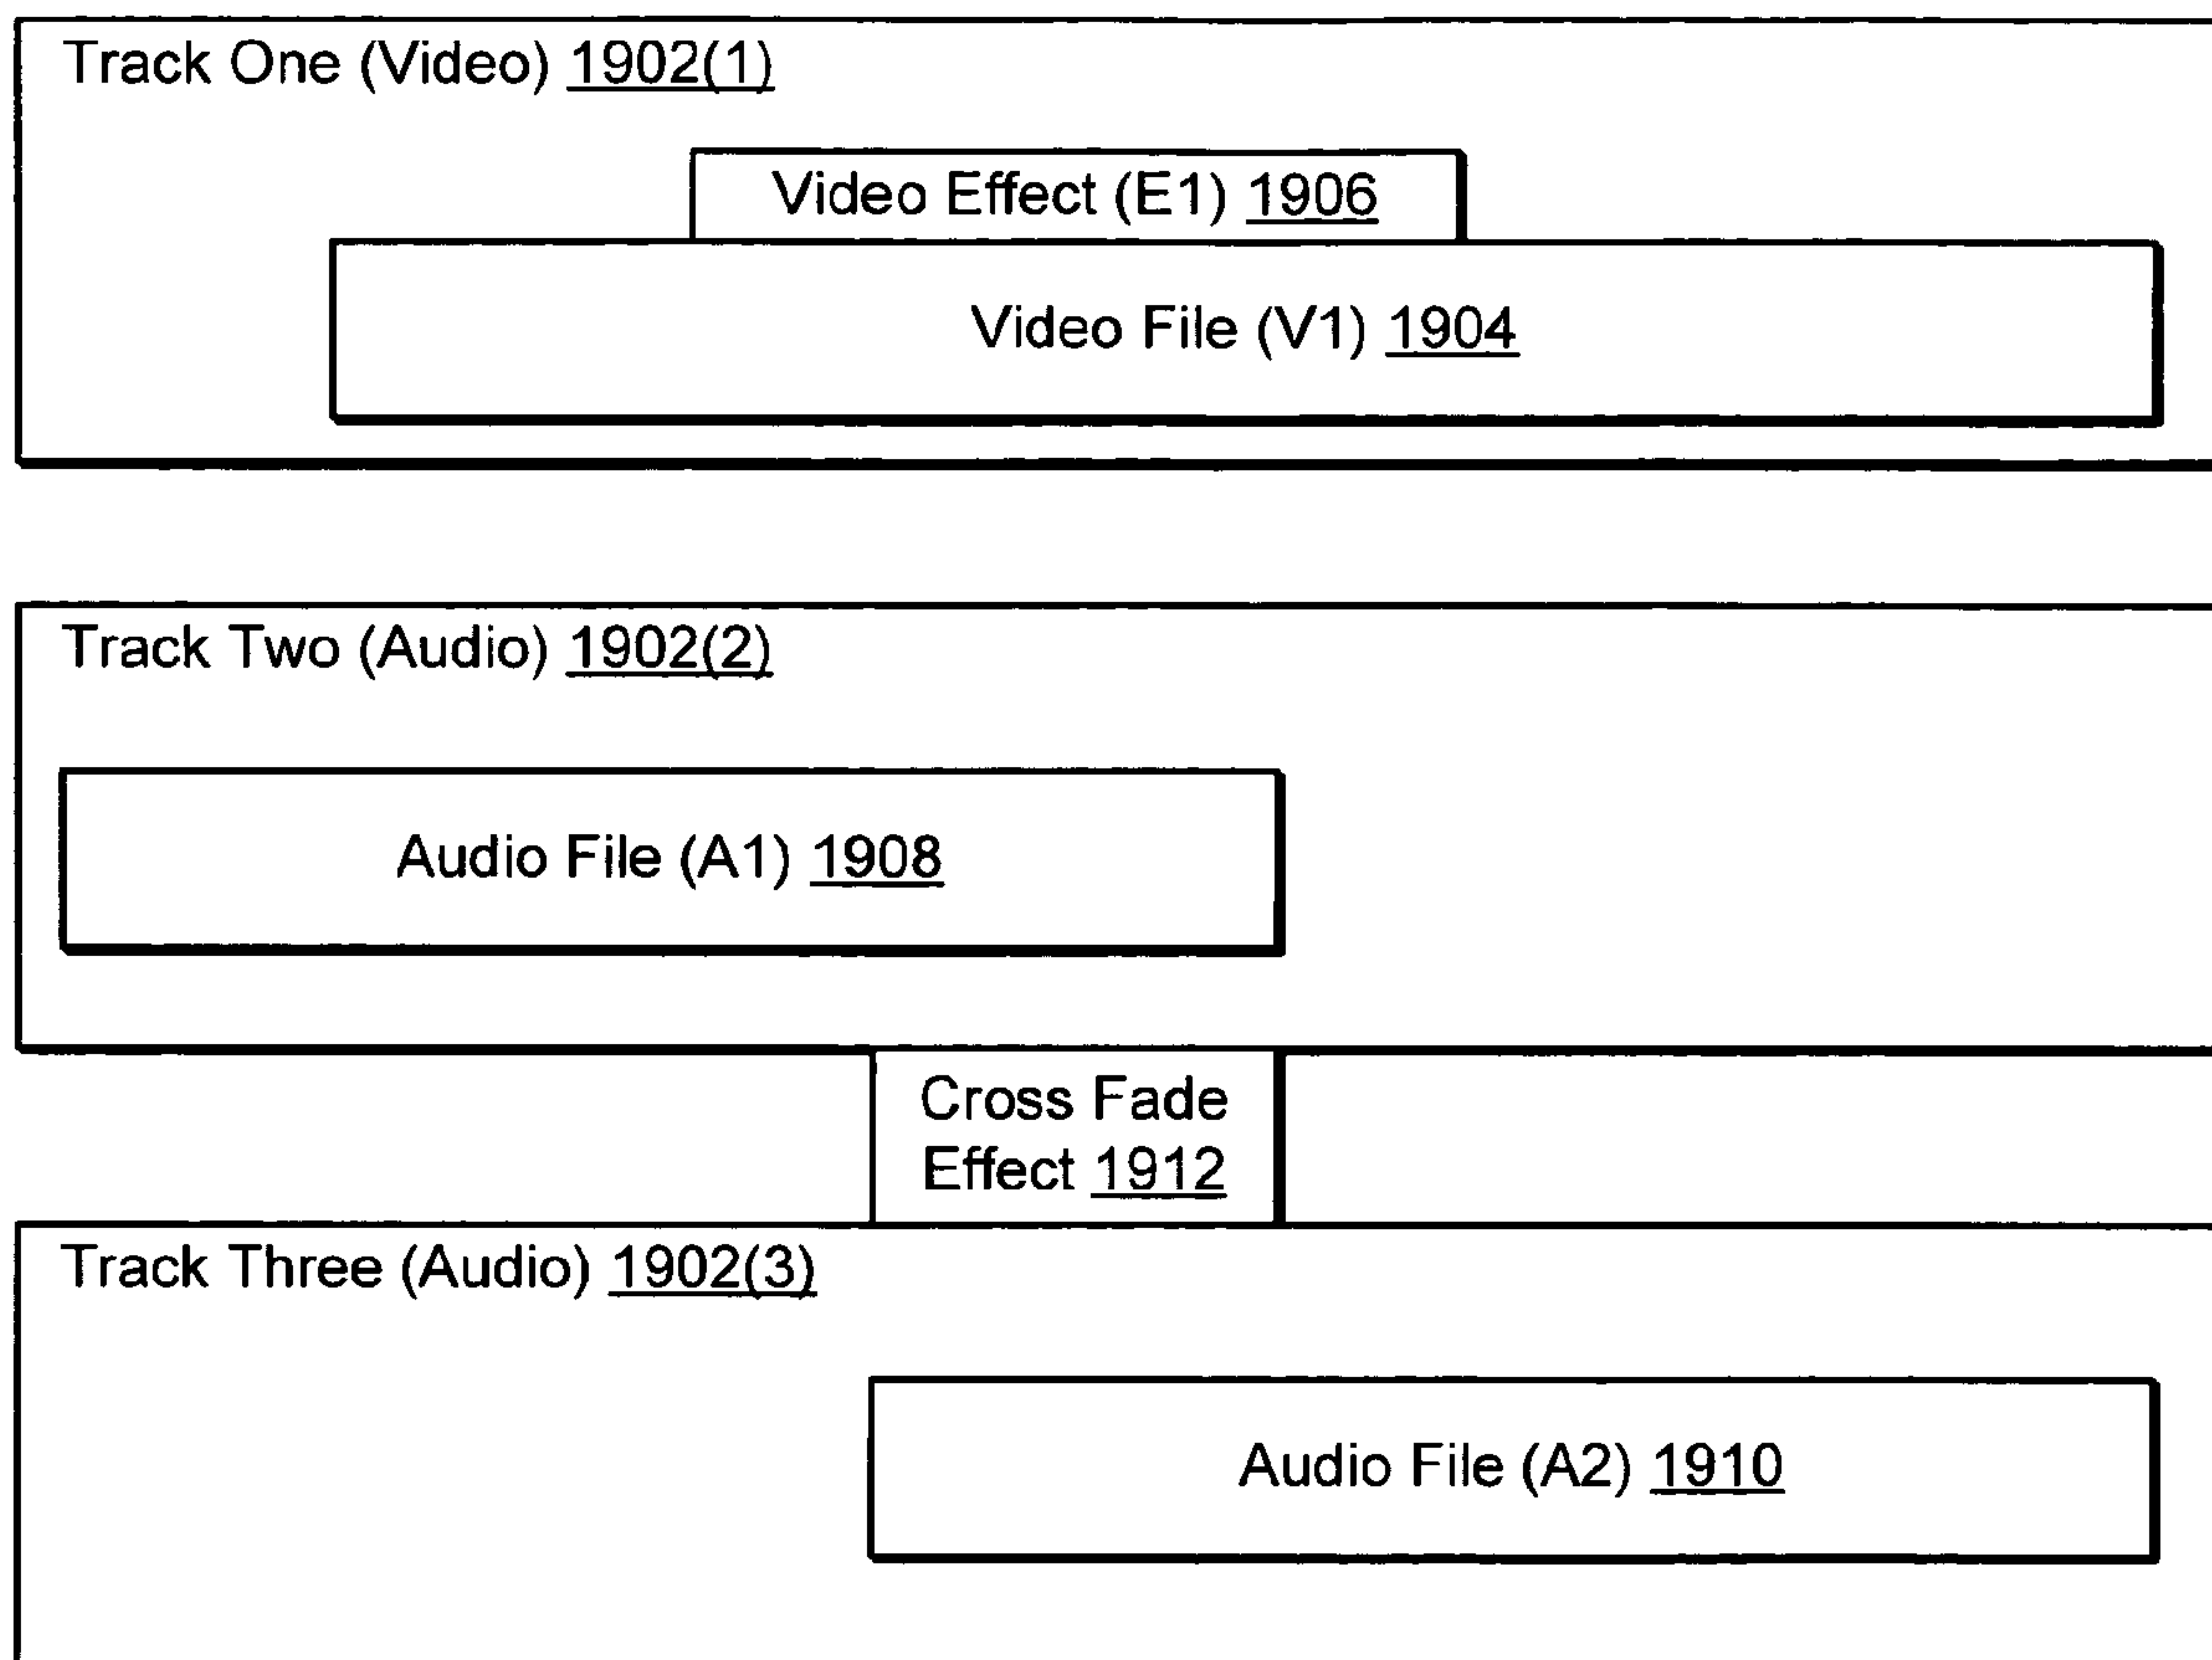 Track One (Video) 1902(1)
Video Effect (E1) 1906
Video File (V1) 1904
Track Two (Audio) 1902(2)
Audio File (A1) 1908
Cross Fade
Effect 1912
Track Three (Audio) 1902(3)
Audio File (A2) 1910